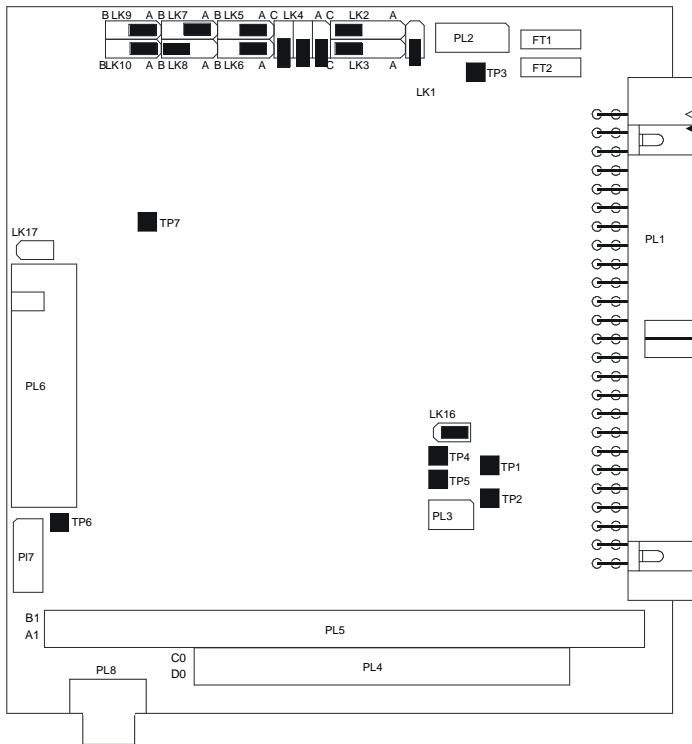 B LK9 A B LK7 A B LK5 A C LK4 A C LK2 A
BLK10 A B LK8 A B LK6 A C LK3 A
LK1
PL2
FT1
FT2
TP3
PL1
TP7
LK17
PL6
LK16
TP4
TP1
TP5
TP2
PL3
TP6
Pl7
B1
A1
PL5
C0
D0
PL4
PL8